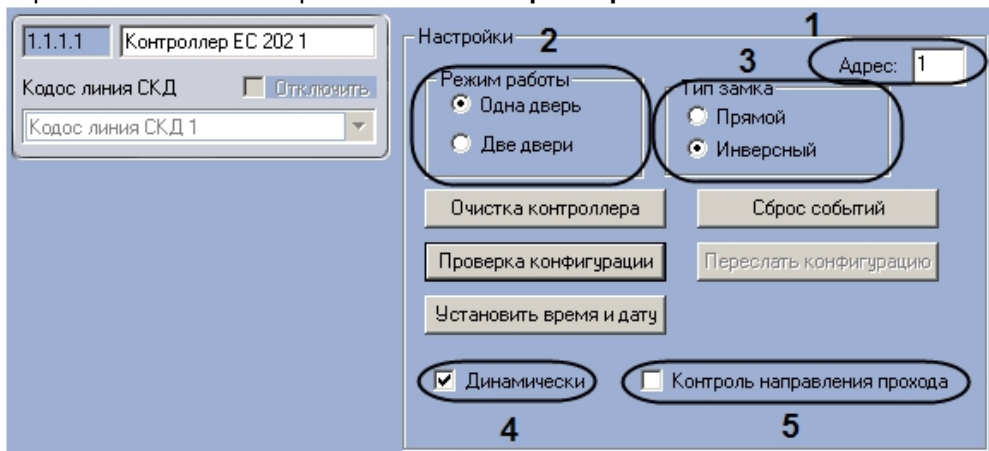 1.1.1.1 Контроллер ЕС 202 1
Кодос линия СКД Отключить
Кодос линия СКД 1
Настройки
1
Адрес: 1
2
Режим работы
Одна дверь
Две двери
3
Тип замка
Прямой
Инверсный
Очистка контроллера Сброс событий
Проверка конфигурации Переслать конфигурацию
Установить время и дату
Динамически Контроль направления прохода
4 5